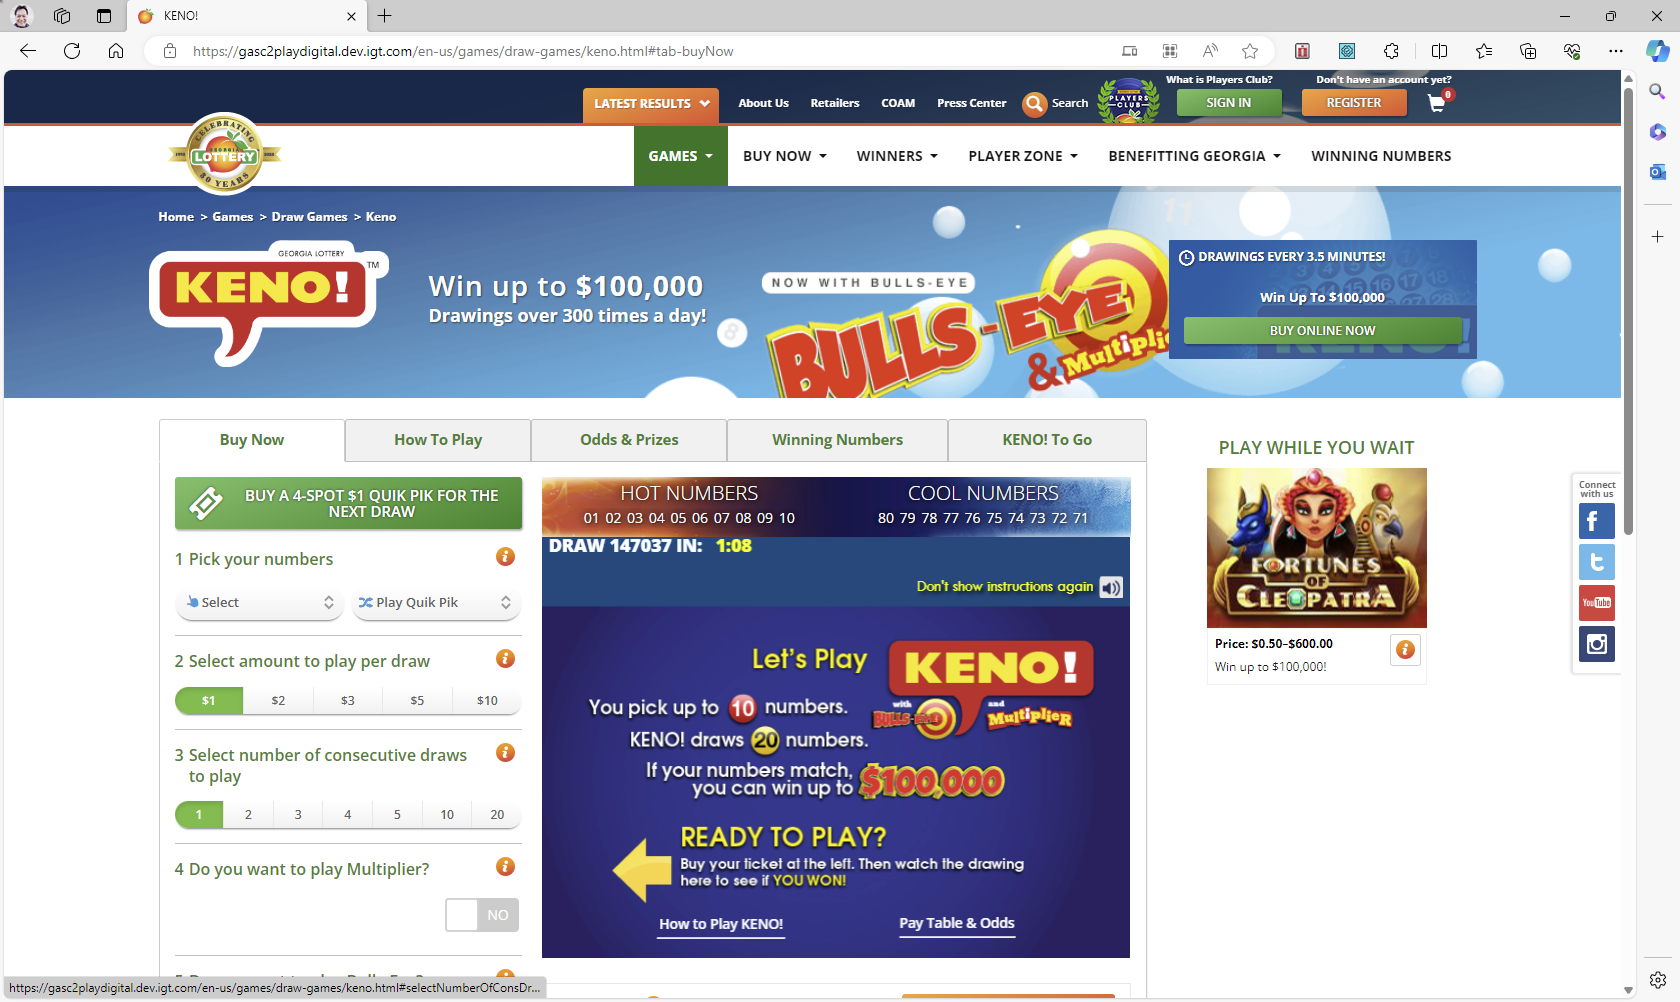 KENO!
https://gasc2playdigital.dev.igt.com/en-us/games/draw-games/keno.html#tab-buyNow
What is Players Club?
Don't have an account yet?
LATEST RESULTS
About Us
Retailers
COAM
Press Center
Search
PLAYERS
CLUB
SIGN IN
REGISTER
0
CELEBRATING
GEORGIA
LOTTERY
30 YEARS
GAMES
BUY NOW
WINNERS
PLAYER ZONE
BENEFITTING GEORGIA
WINNING NUMBERS
Home > Games > Draw Games > Keno
GEORGIA LOTTERY
KENO!
TM
Win up to $100,000
Drawings over 300 times a day!
8
11
NOW WITH BULLS-EYE
BULLS-EYE
& Multiplie
DRAWINGS EVERY 3.5 MINUTES!
Win Up To $100,000
BUY ONLINE NOW
Buy Now
How To Play
Odds & Prizes
Winning Numbers
KENO! To Go
BUY A 4-SPOT $1 QUIK PIK FOR THE
NEXT DRAW
1 Pick your numbers
Select
Play Quik Pik
2 Select amount to play per draw
$1 $2 $3 $5 $10
3 Select number of consecutive draws
to play
1 2 3 4 5 10 20
4 Do you want to play Multiplier?
NO
HOT NUMBERS
01 02 03 04 05 06 07 08 09 10
COOL NUMBERS
80 79 78 77 76 75 74 73 72 71
DRAW 147037 IN: 1:08
Don't show instructions again
Let's Play
KENO!
with
BULLS-EYE
and
Multiplier
You pick up to 10 numbers.
KENO! draws 20 numbers.
If your numbers match,
you can win up to $100,000
READY TO PLAY?
Buy your ticket at the left. Then watch the drawing
here to see if YOU WON!
How to Play KENO!
Pay Table & Odds
PLAY WHILE YOU WAIT
FORTUNES
OF
CLEOPATRA
Price: $0.50–$600.00
Win up to $100,000!
Connect
with us
YouTube
https://gasc2playdigital.dev.igt.com/en-us/games/draw-games/keno.html#selectNumberOfConsDr...